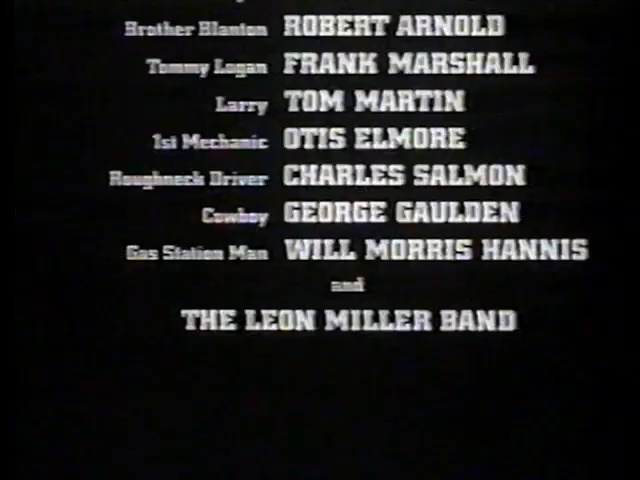 Brother Blanton ROBERT ARNOLD
Tommy Logan FRANK MARSHALL
Larry TOM MARTIN
1st Mechanic OTIS ELMORE
Roughneck Driver CHARLES SALMON
Cowboy GEORGE GAULDEN
Gas Station Man WILL MORRIS HANNIS
and
THE LEON MILLER BAND